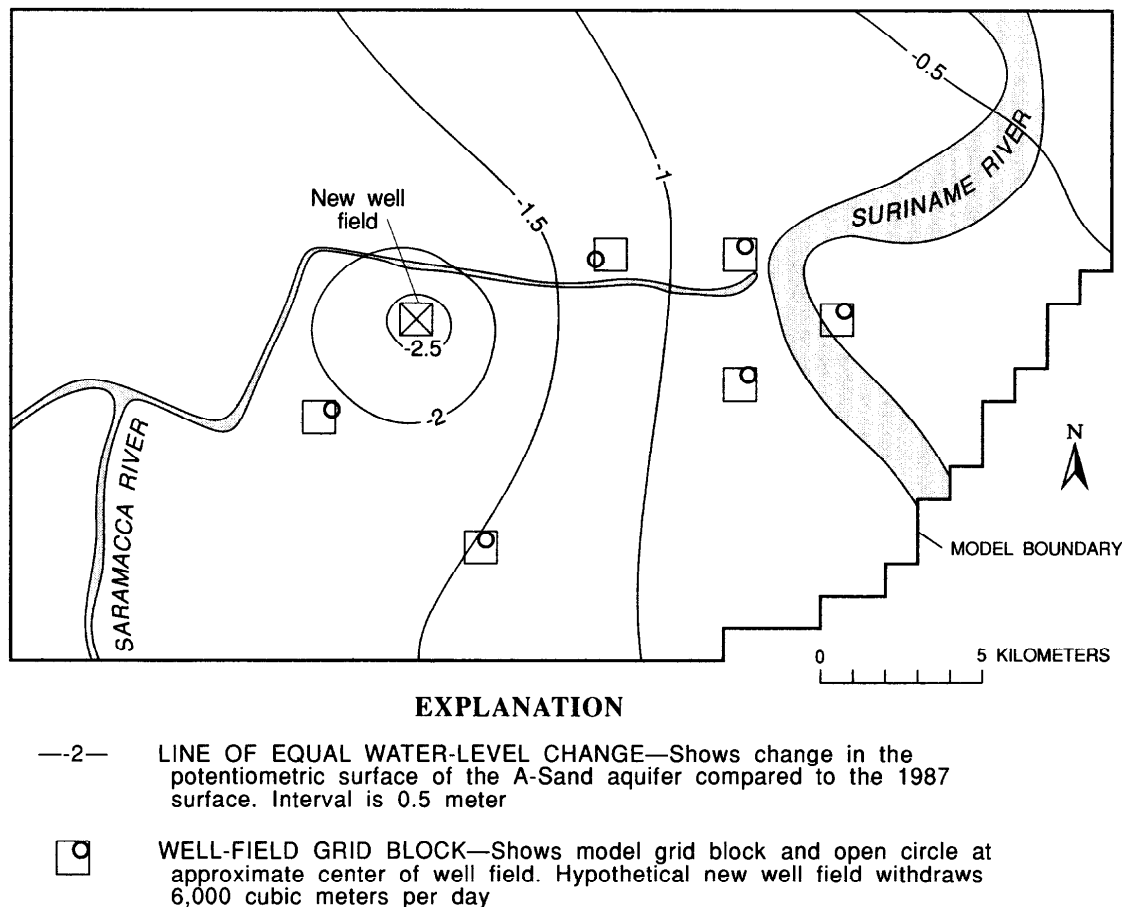 -0.5
SURINAME RIVER
-1
-1.5
New well
field
-2.5
-2
SARAMACCA RIVER
N
MODEL BOUNDARY
0 5 KILOMETERS
EXPLANATION
—-2— LINE OF EQUAL WATER-LEVEL CHANGE—Shows change in the
potentiometric surface of the A-Sand aquifer compared to the 1987
surface. Interval is 0.5 meter
WELL-FIELD GRID BLOCK—Shows model grid block and open circle at
approximate center of well field. Hypothetical new well field withdraws
6,000 cubic meters per day